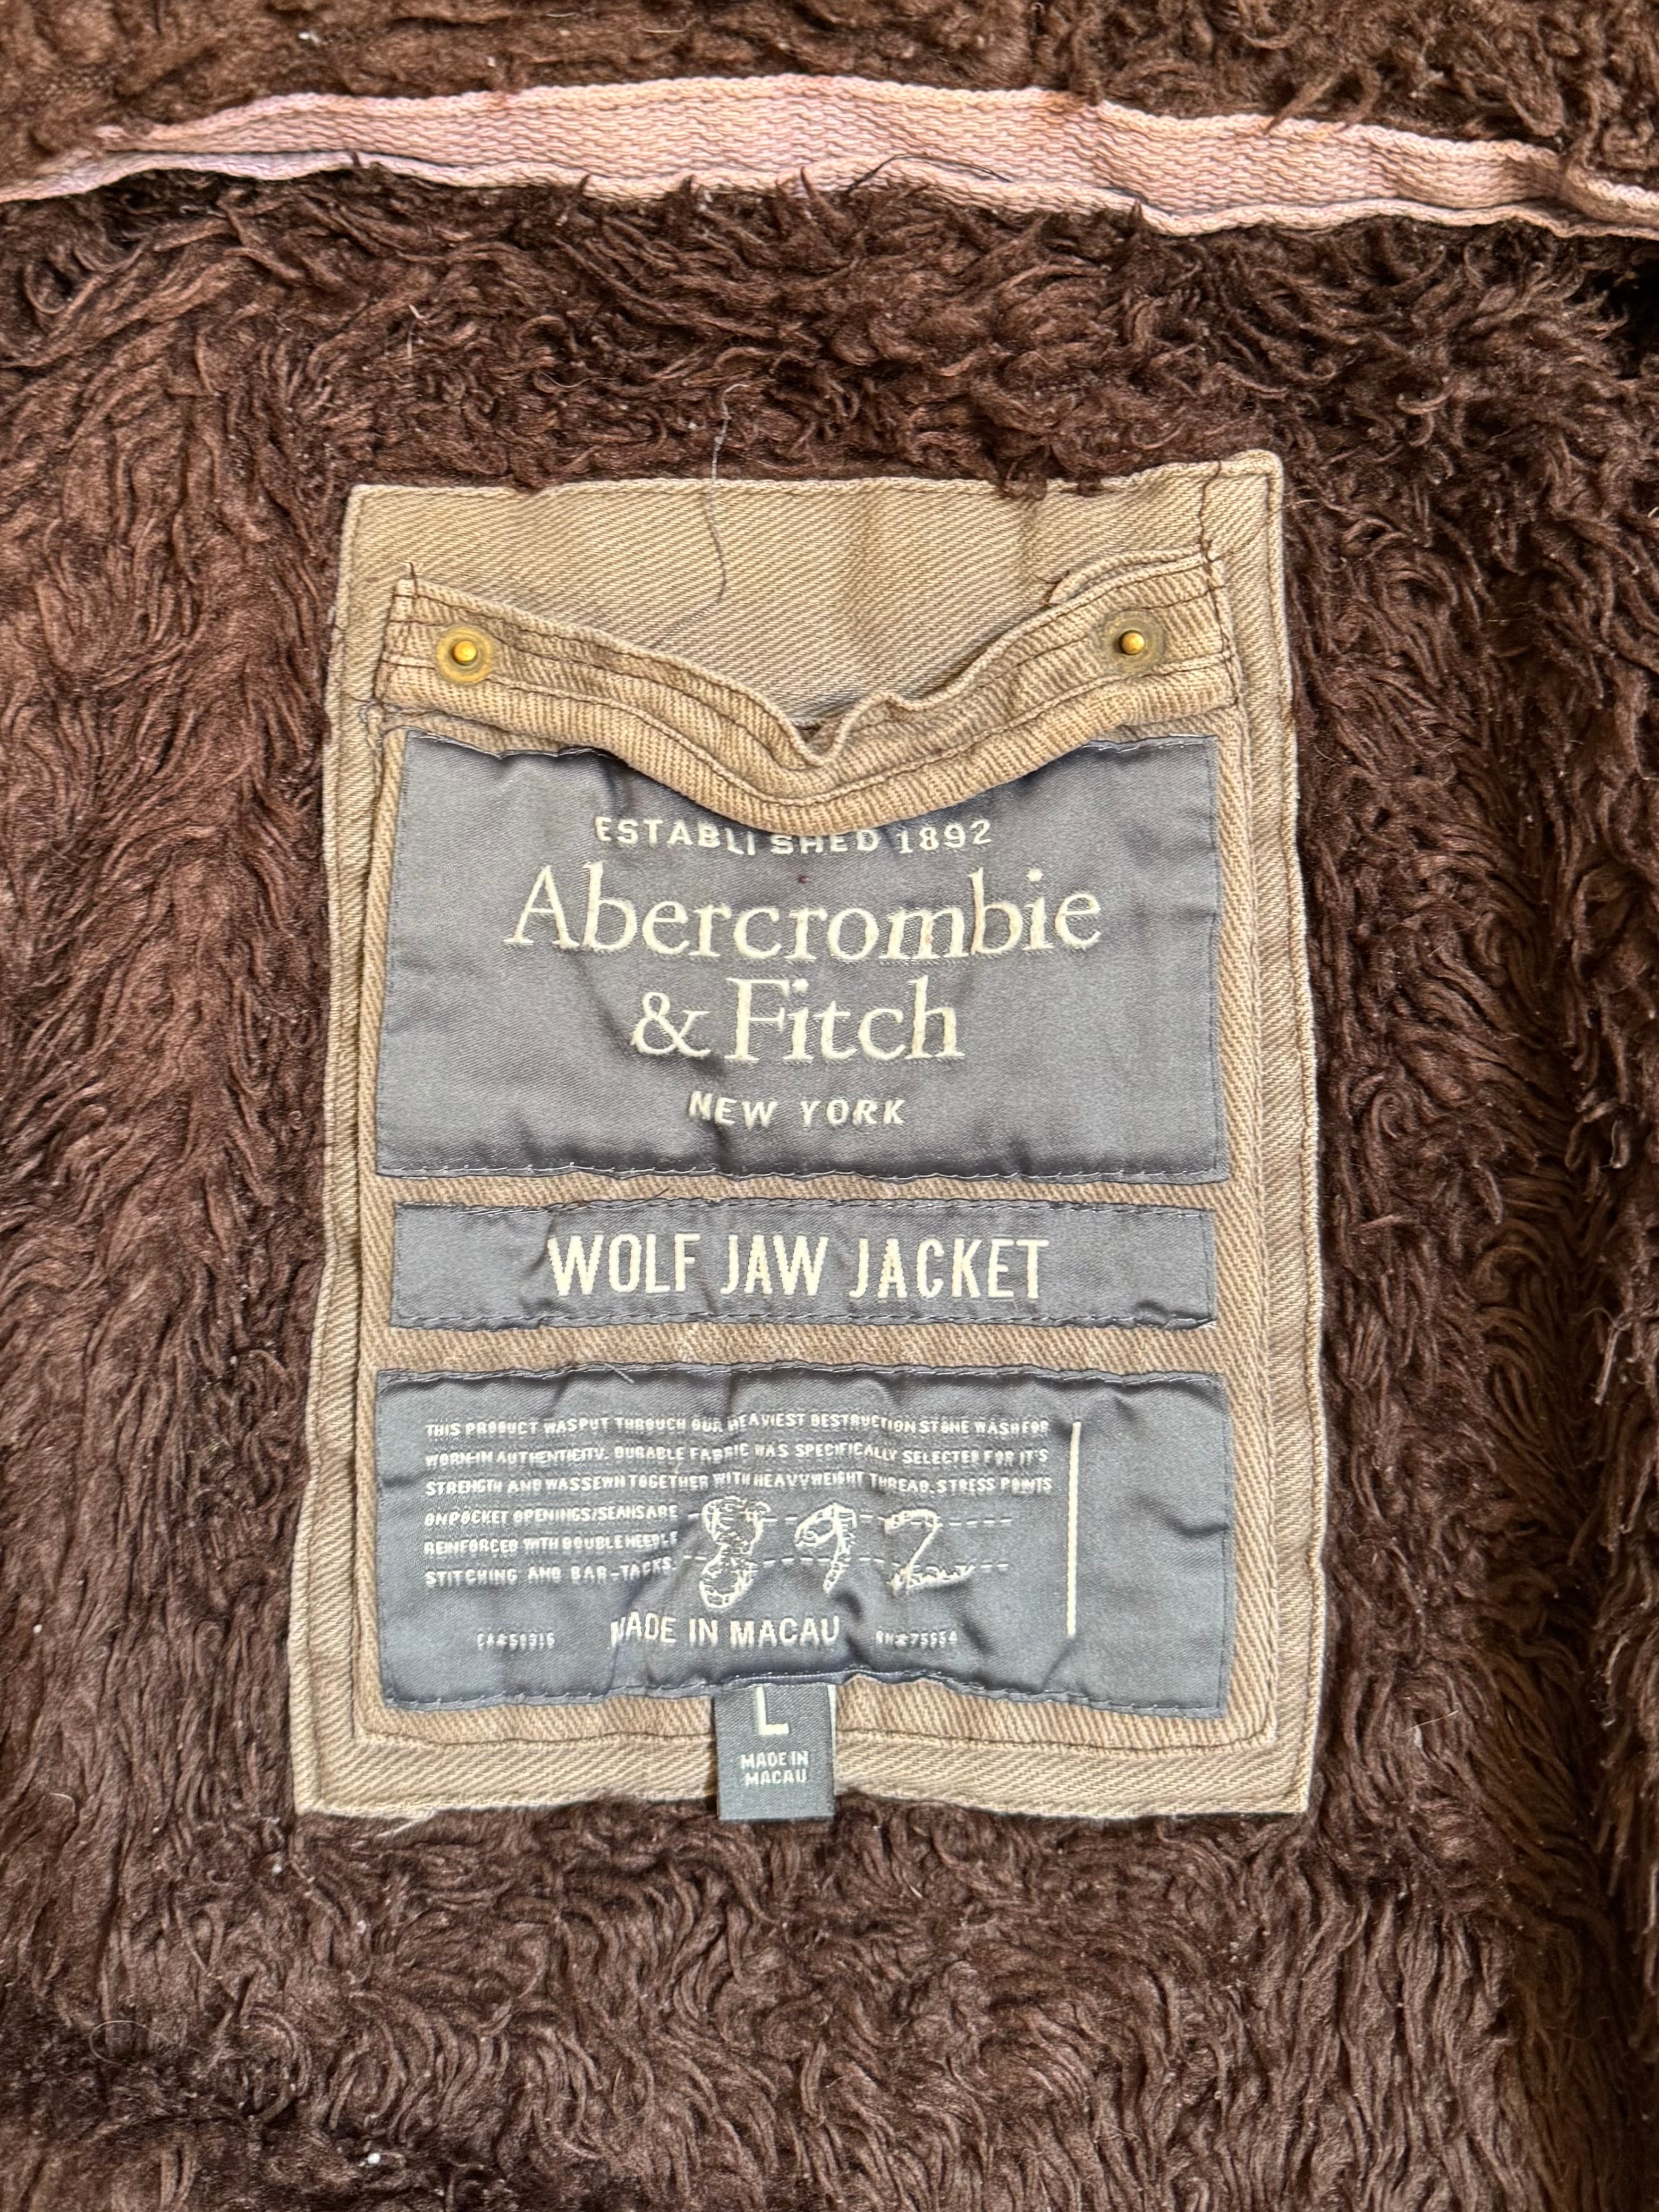 ESTABLISHED 1892
Abercrombie
& Fitch
NEW YORK
WOLF JAW JACKET
THIS PRODUCT WAS PUT THROUGH OUR HEAVIEST DESTRUCTION STONE WASH FOR
WORN-IN AUTHENTICITY. DURABLE FABRIC WAS SPECIFICALLY SELECTED FOR IT'S
STRENGTH AND WAS SEWN TOGETHER WITH HEAVYWEIGHT THREAD. STRESS POINTS
ON POCKET OPENINGS/SEAMS ARE
REINFORCED WITH DOUBLE NEEDLE
STITCHING AND BAR-TACKS.
892
MADE IN MACAU
L
MADE IN
MACAU